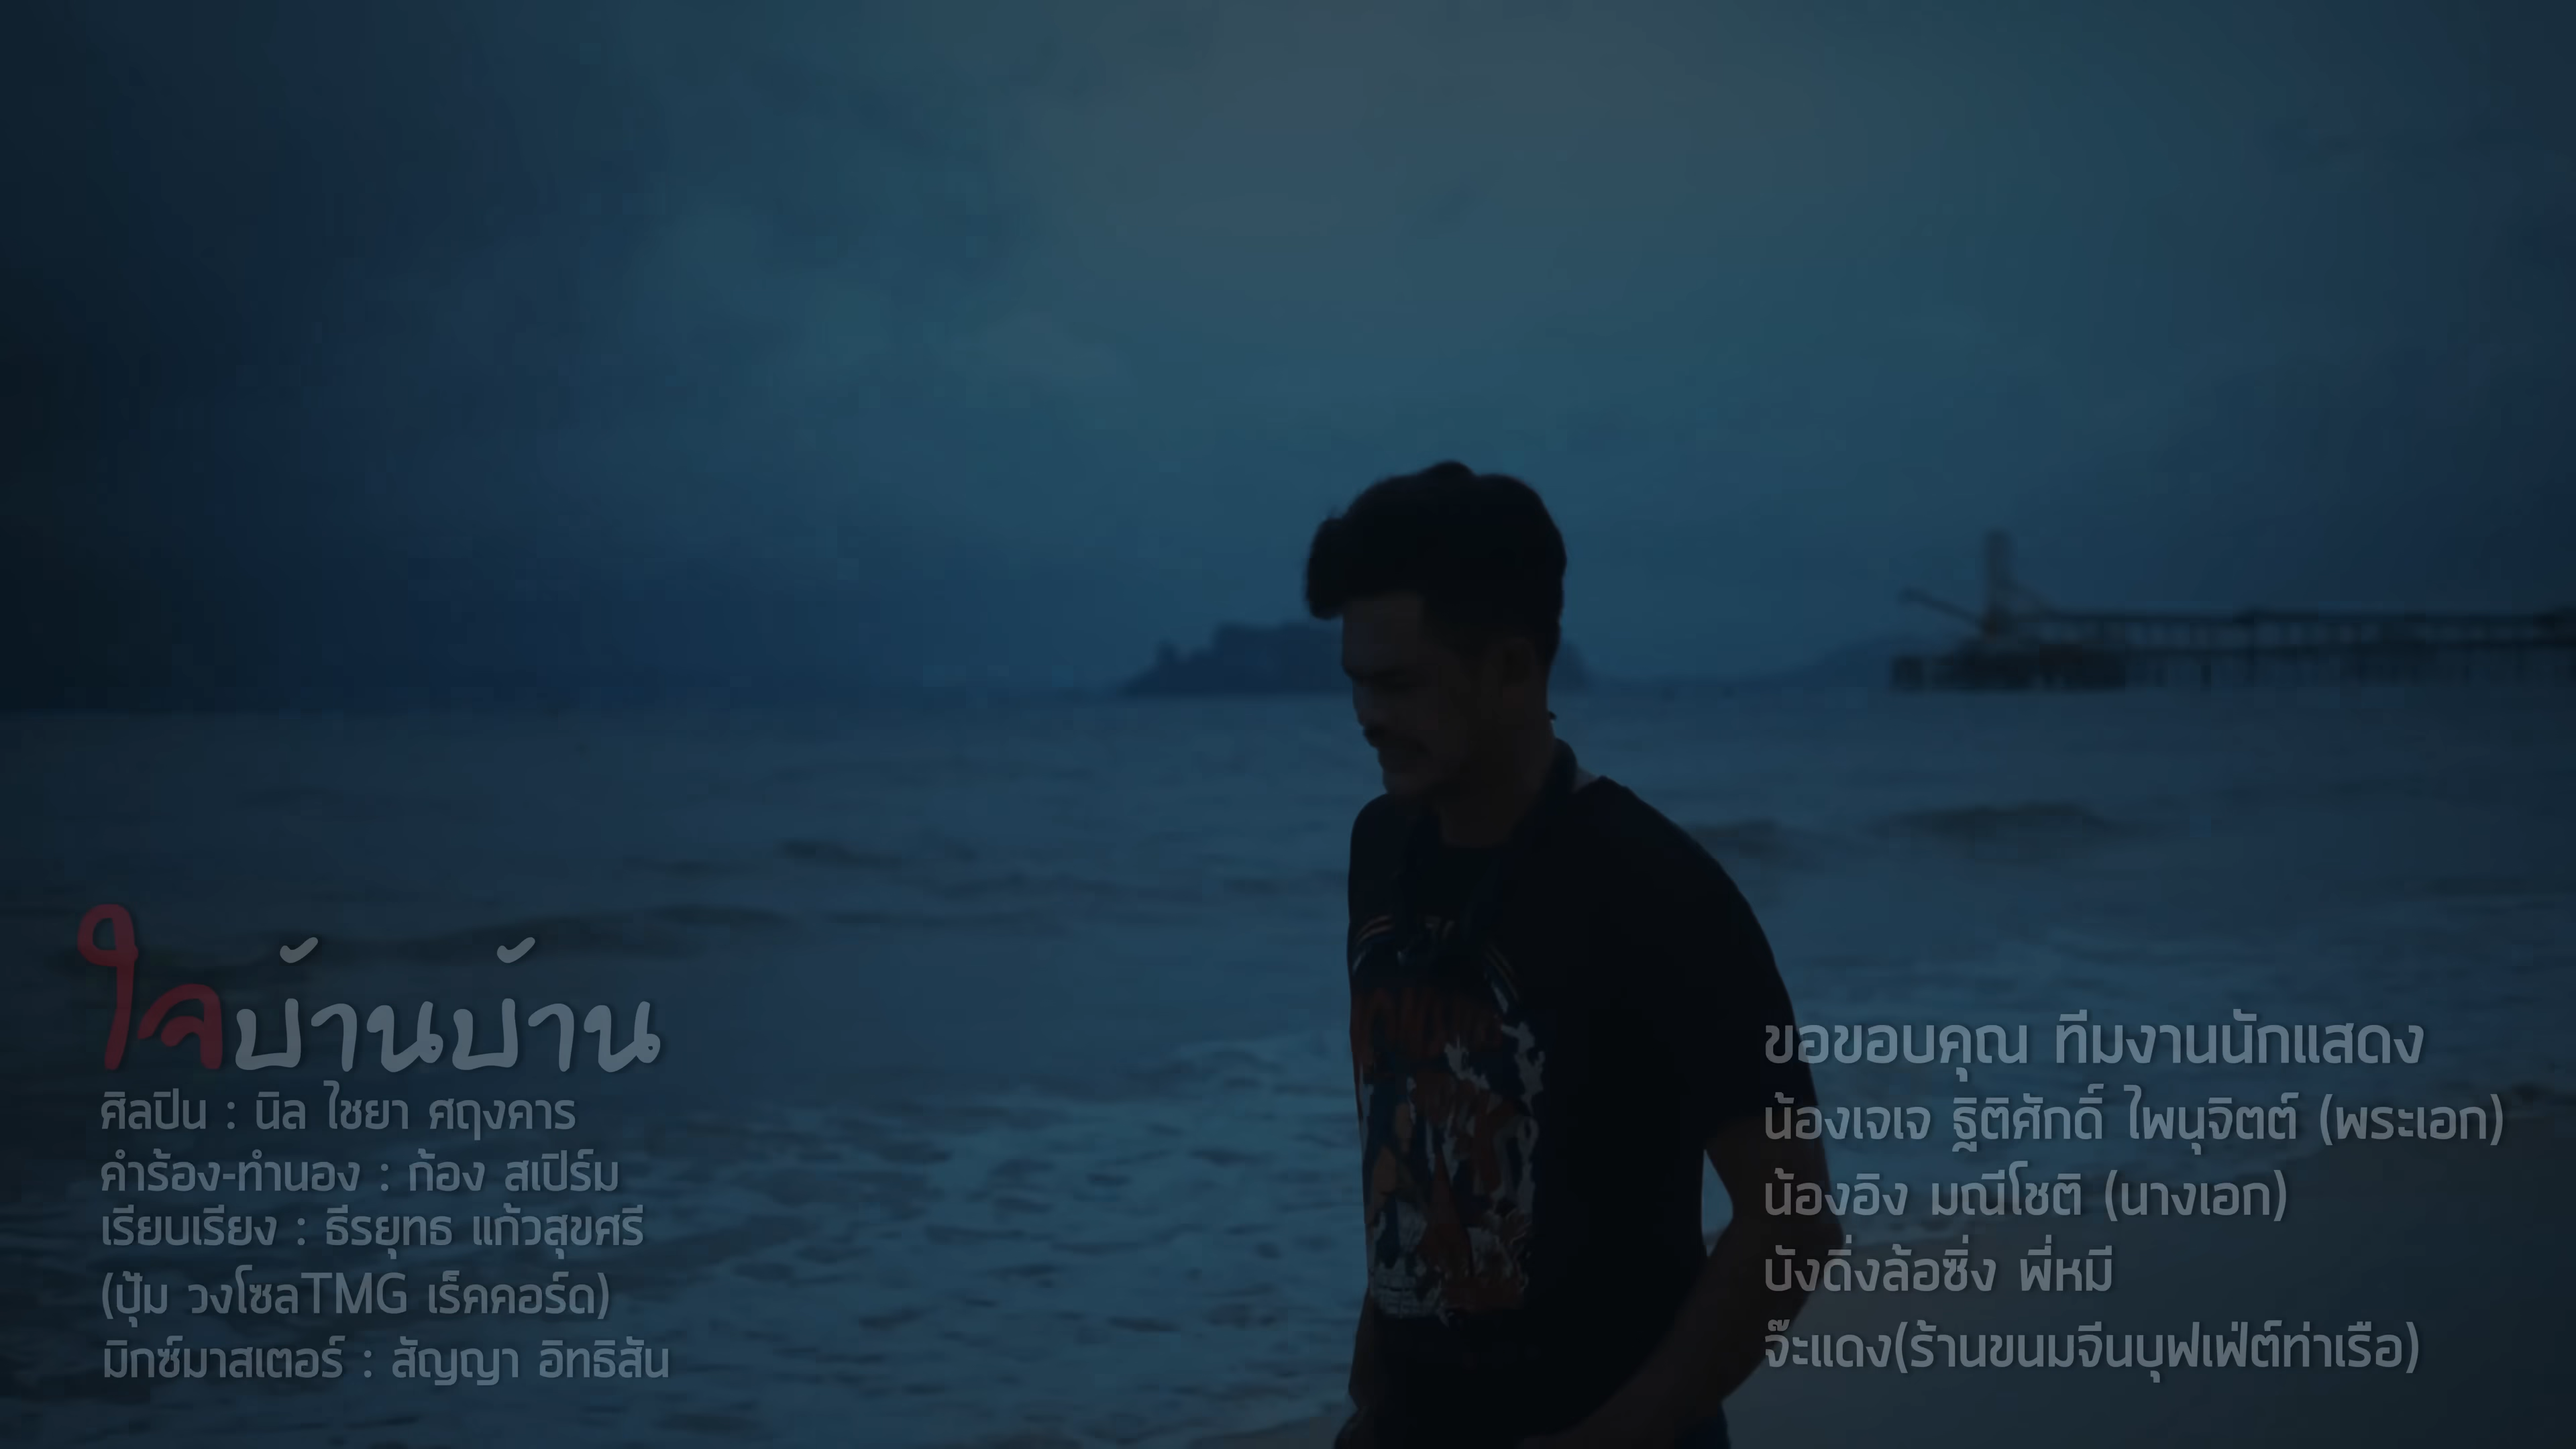 ใจบ้านบ้าน
ศิลปิน : นิล ไชยา ศฤงคาร
คำร้อง-ทำนอง : ก้อง สเปิร์ม
เรียบเรียง : ธีรยุทธ แก้วสุขศรี
(ปุ้ม วงโซลTMG เร็คคอร์ด)
มิกซ์มาสเตอร์ : สัญญา อิทธิสัน
ขอขอบคุณ ทีมงานนักแสดง
น้องเจเจ ฐิติศักดิ์ ไพนุจิตต์ (พระเอก)
น้องอิง มณีโชติ (นางเอก)
บังดิ่งล้อซิ่ง พี่หมี
จ๊ะแดง(ร้านขนมจีนบุฟเฟ่ต์ท่าเรือ)